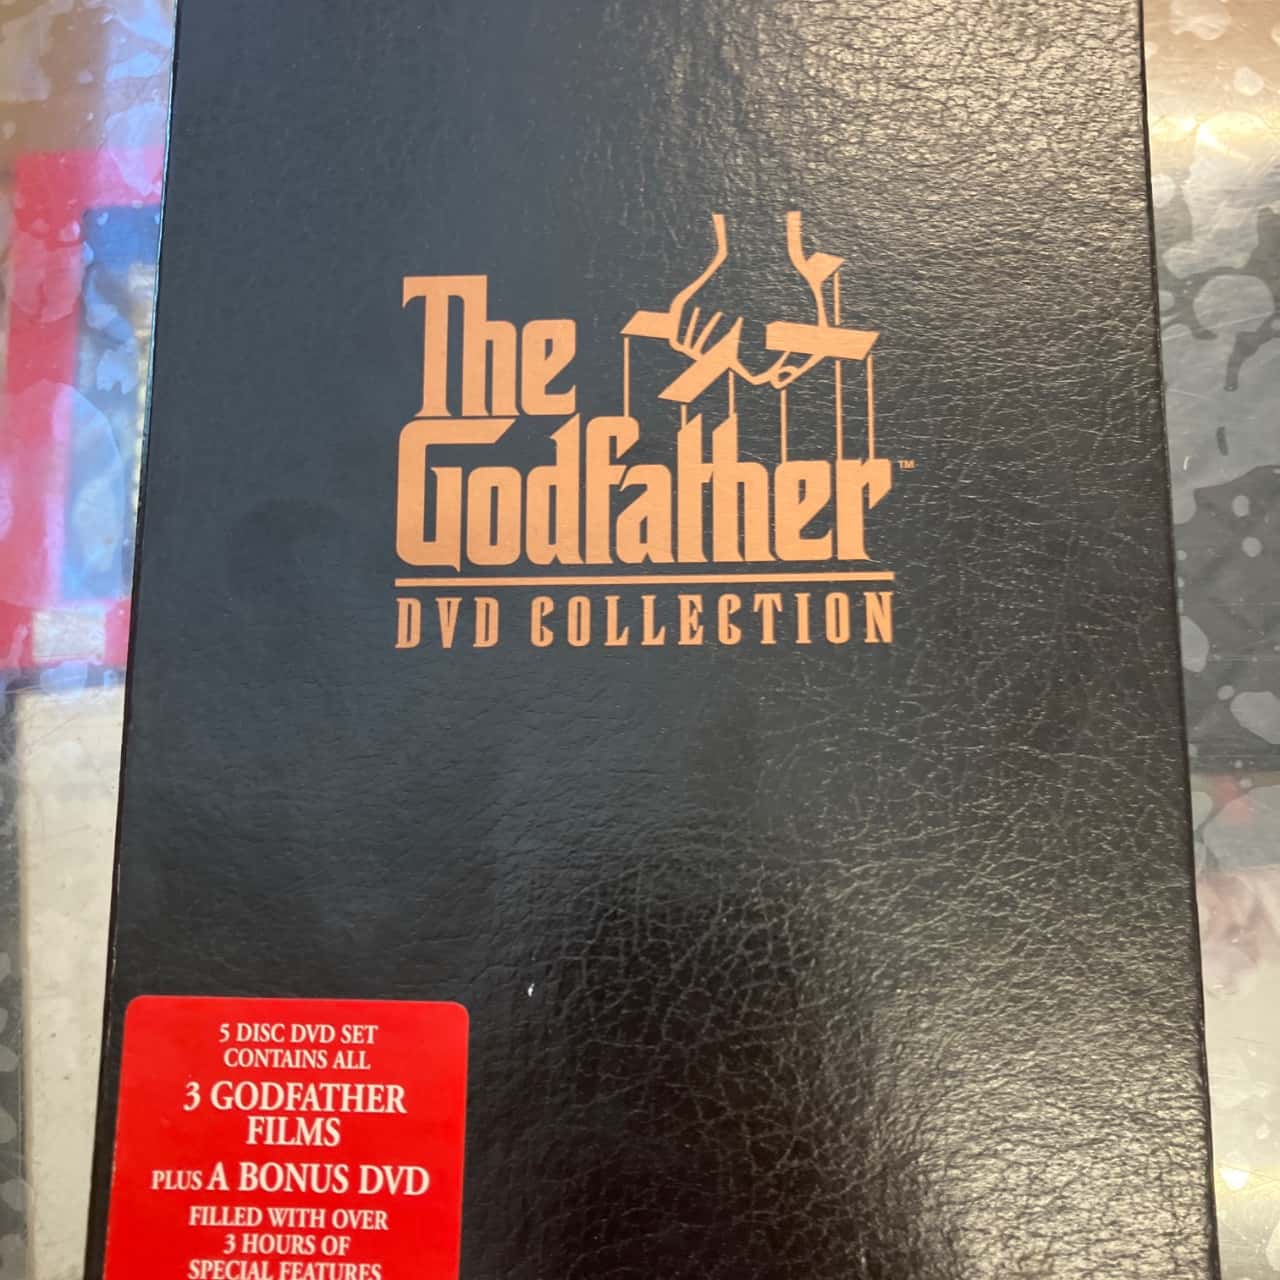 The
Godfather™
DVD COLLECTION
5 DISC DVD SET
CONTAINS ALL
3 GODFATHER
FILMS
PLUS A BONUS DVD
FILLED WITH OVER
3 HOURS OF
SPECIAL FEATURES